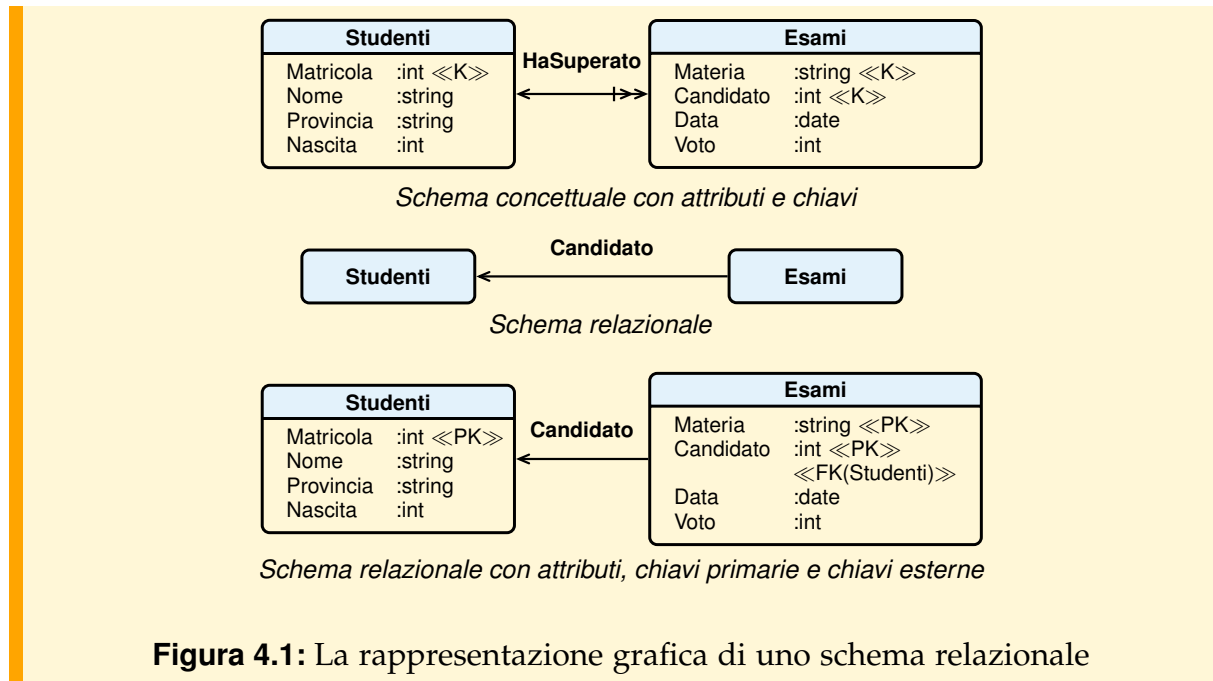 Studenti
Matricola :int ≪K≫
Nome :string
Provincia :string
Nascita :int
HaSuperato
Esami
Materia :string ≪K≫
Candidato :int ≪K≫
Data :date
Voto :int
Schema concettuale con attributi e chiavi
Studenti
Candidato
Esami
Schema relazionale
Studenti
Matricola :int ≪PK≫
Nome :string
Provincia :string
Nascita :int
Candidato
Esami
Materia :string ≪PK≫
Candidato :int ≪PK≫
≪FK(Studenti)≫
Data :date
Voto :int
Schema relazionale con attributi, chiavi primarie e chiavi esterne
Figura 4.1: La rappresentazione grafica di uno schema relazionale